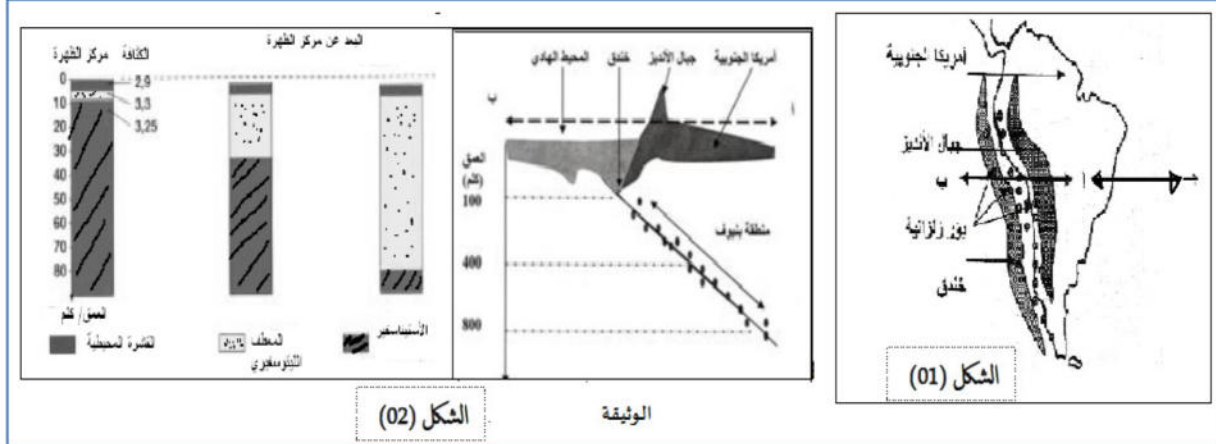 البعد عن مركز الظهرة
مركز الظهرة
الكثافة
0
10
20
30
40
50
60
70
80
2,9
3,3
3,25
العمق/ كلم
القشرة المحيطية
المعطف
الليتوسفيري
الأستينوسفير
المحيط الهادي
خندق
جبال الأنديز
أمريكا الجنوبية
ب
أ
العمق
(كلم)
100
400
800
منطقة بنيوف
أمريكا الجنوبية
جبال الأنديز
ب
أ
بؤر زلزالية
خندق
الشكل (01)
الشكل (02)
الوثيقة